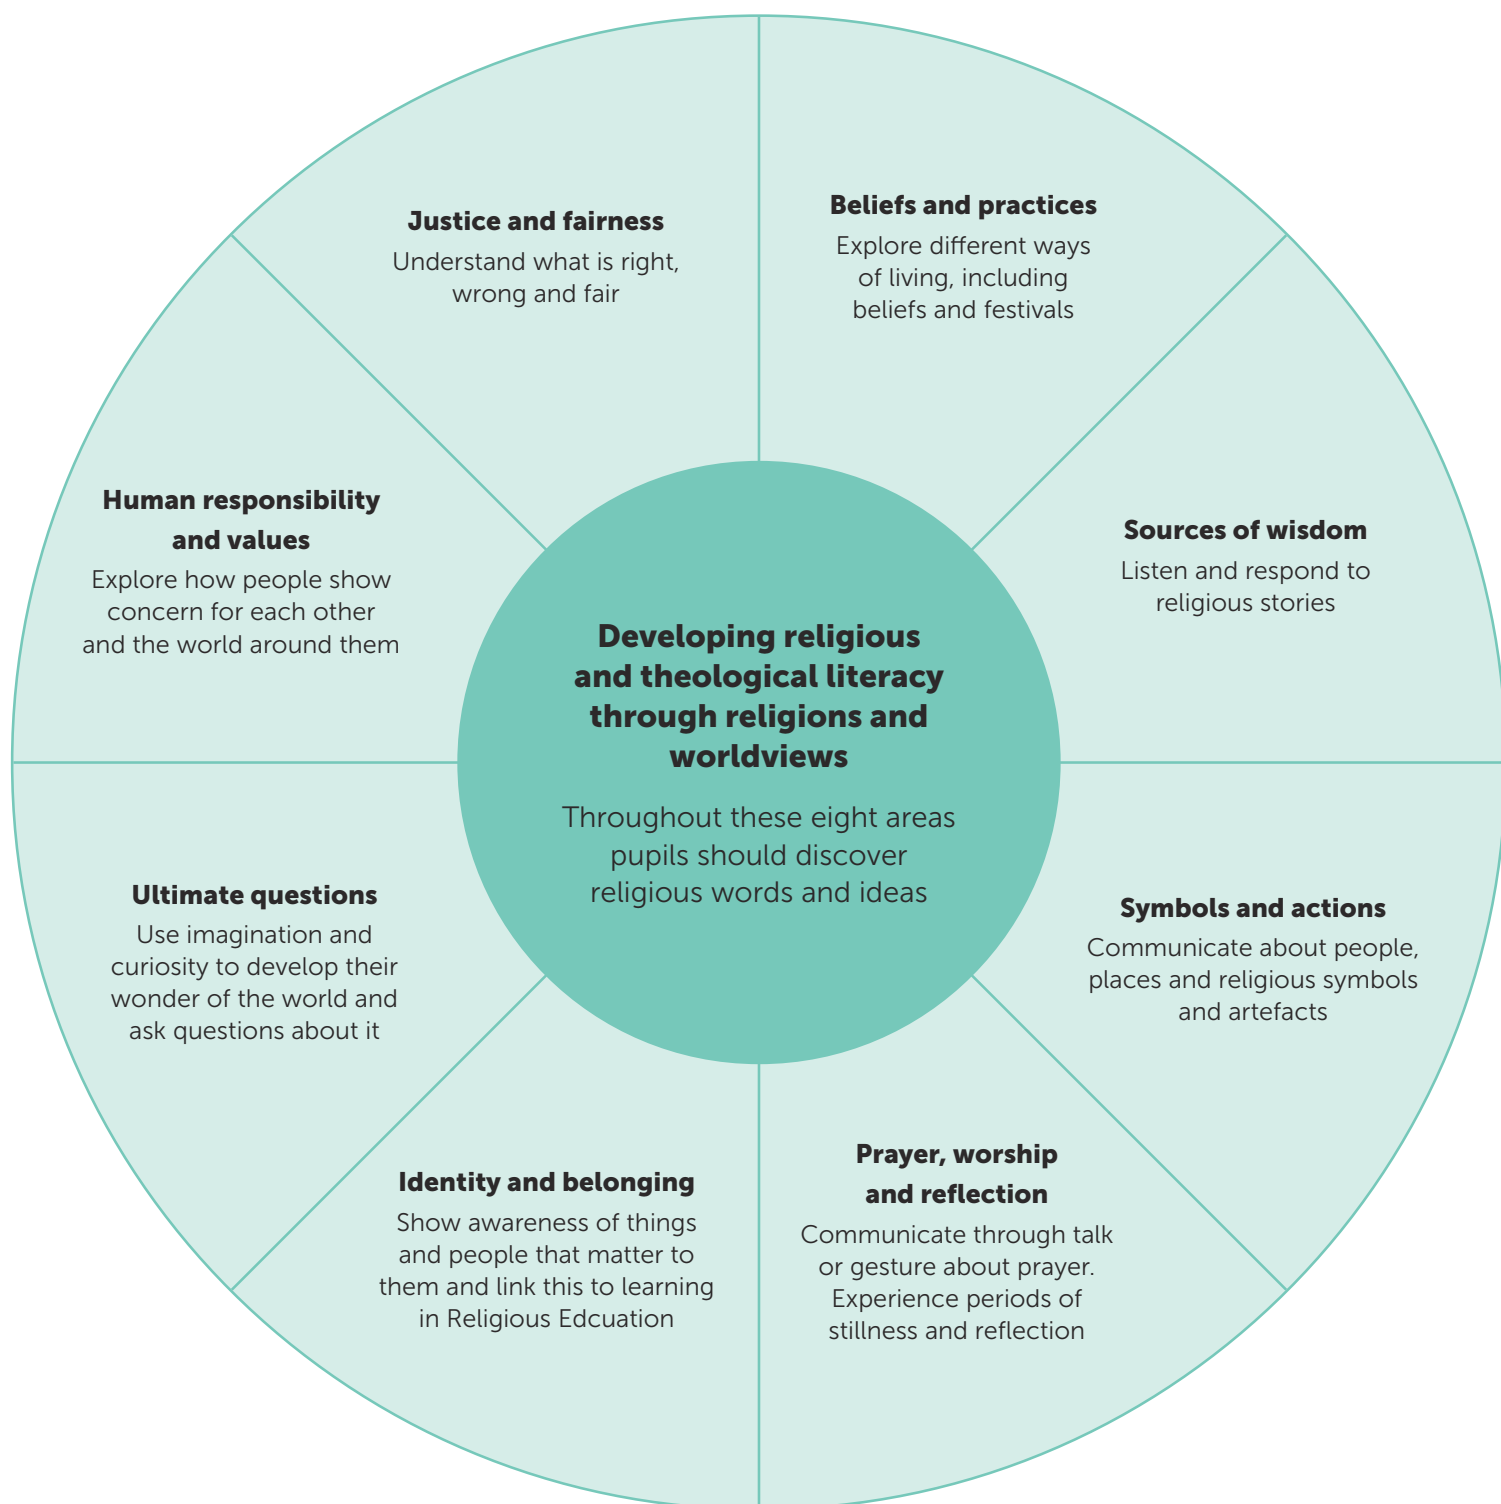 Justice and fairness
Understand what is right,
wrong and fair
Beliefs and practices
Explore different ways
of living, including
beliefs and festivals
Sources of wisdom
Listen and respond to
religious stories
Symbols and actions
Communicate about people,
places and religious symbols
and artefacts
Prayer, worship
and reflection
Communicate through talk
or gesture about prayer.
Experience periods of
stillness and reflection
Identity and belonging
Show awareness of things
and people that matter to
them and link this to learning
in Religious Edcuation
Ultimate questions
Use imagination and
curiosity to develop their
wonder of the world and
ask questions about it
Human responsibility
and values
Explore how people show
concern for each other
and the world around them
Developing religious
and theological literacy
through religions and
worldviews
Throughout these eight areas
pupils should discover
religious words and ideas